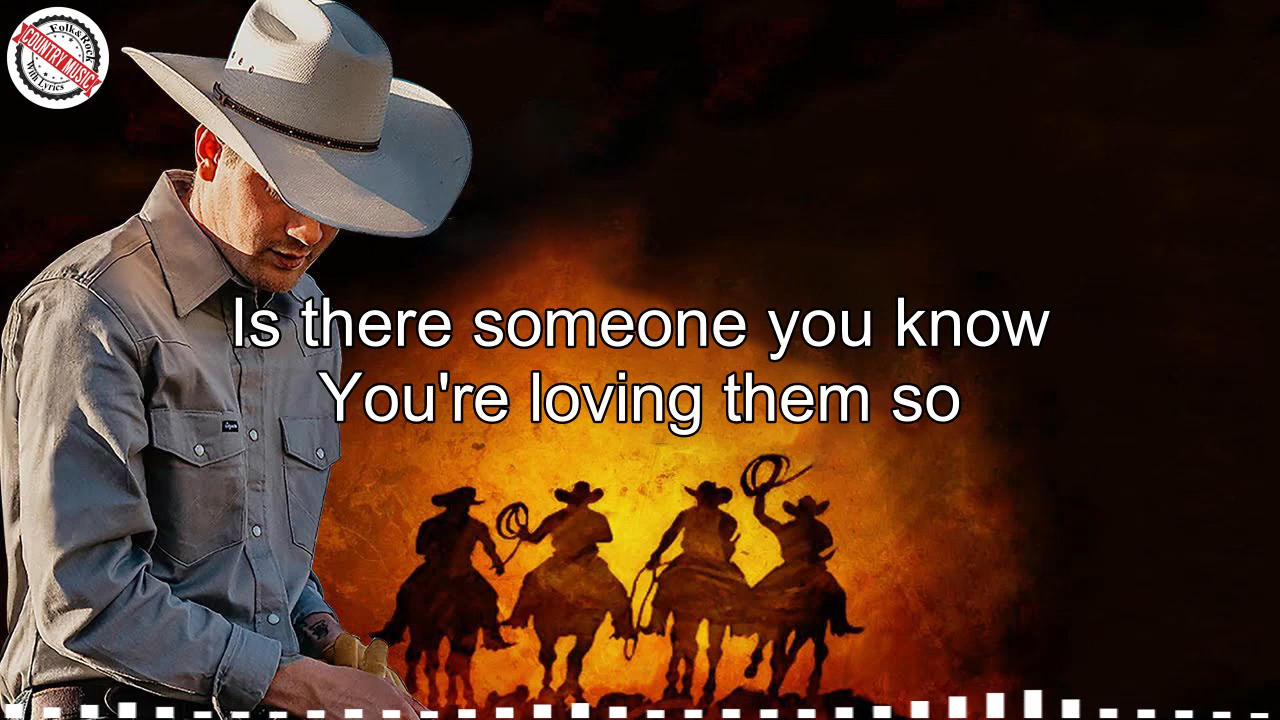 Folk&Rock
COUNTRY MUSIC
With Lyrics
Is there someone you know
You're loving them so